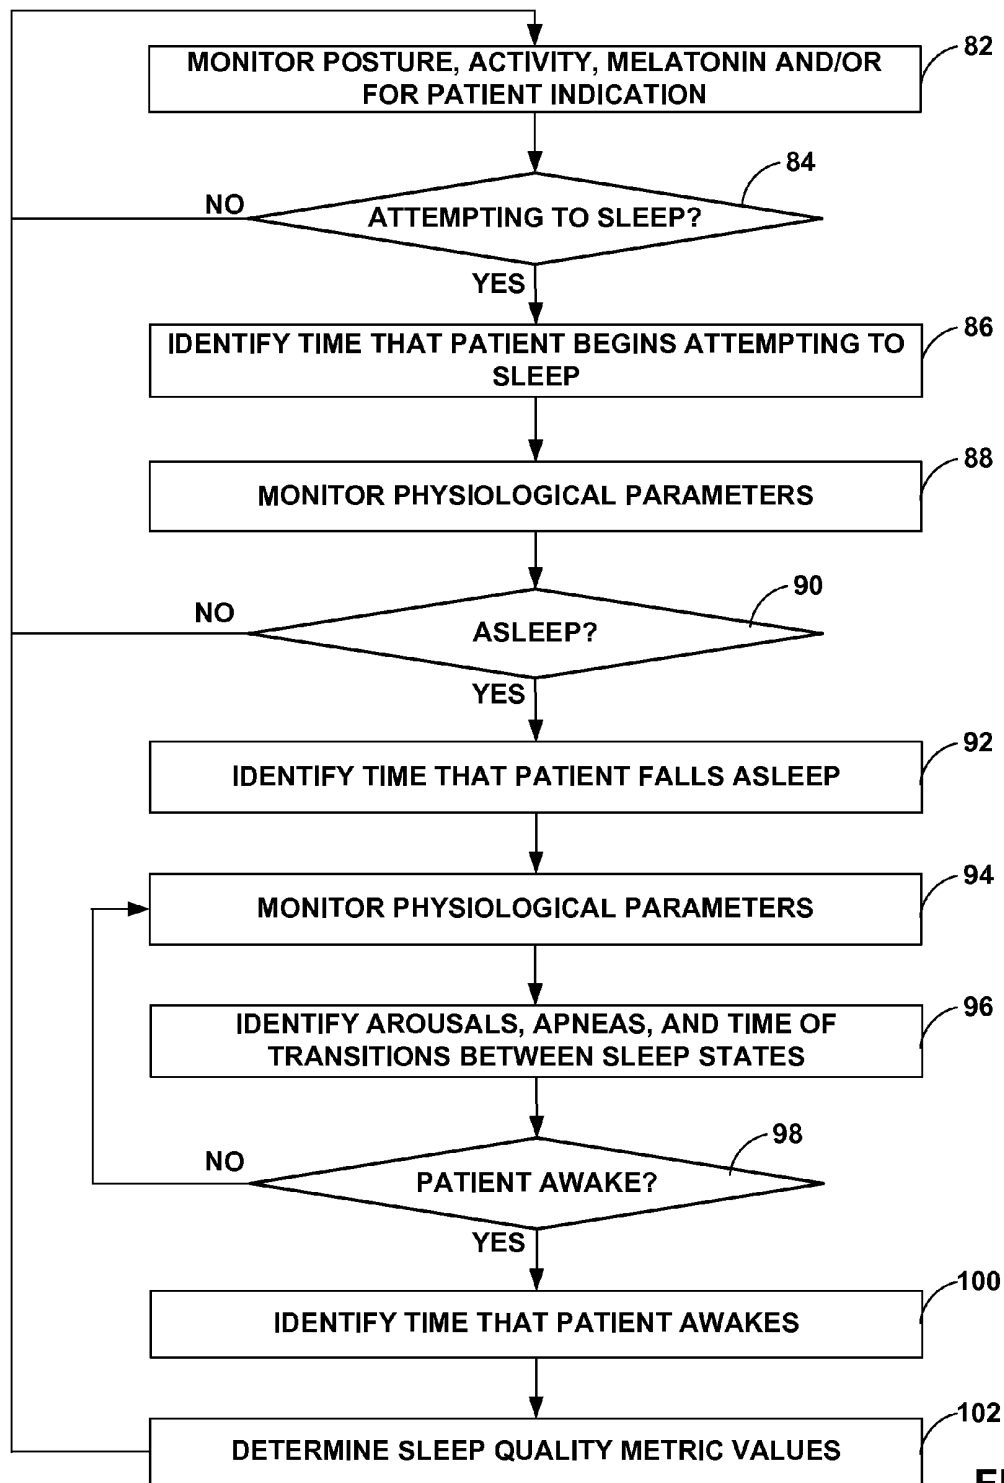 82
MONITOR POSTURE, ACTIVITY, MELATONIN AND/OR
FOR PATIENT INDICATION
84
NO
ATTEMPTING TO SLEEP?
YES
86
IDENTIFY TIME THAT PATIENT BEGINS ATTEMPTING TO
SLEEP
88
MONITOR PHYSIOLOGICAL PARAMETERS
90
NO
ASLEEP?
YES
92
IDENTIFY TIME THAT PATIENT FALLS ASLEEP
94
MONITOR PHYSIOLOGICAL PARAMETERS
96
IDENTIFY AROUSALS, APNEAS, AND TIME OF
TRANSITIONS BETWEEN SLEEP STATES
98
NO
PATIENT AWAKE?
YES
100
IDENTIFY TIME THAT PATIENT AWAKES
102
DETERMINE SLEEP QUALITY METRIC VALUES